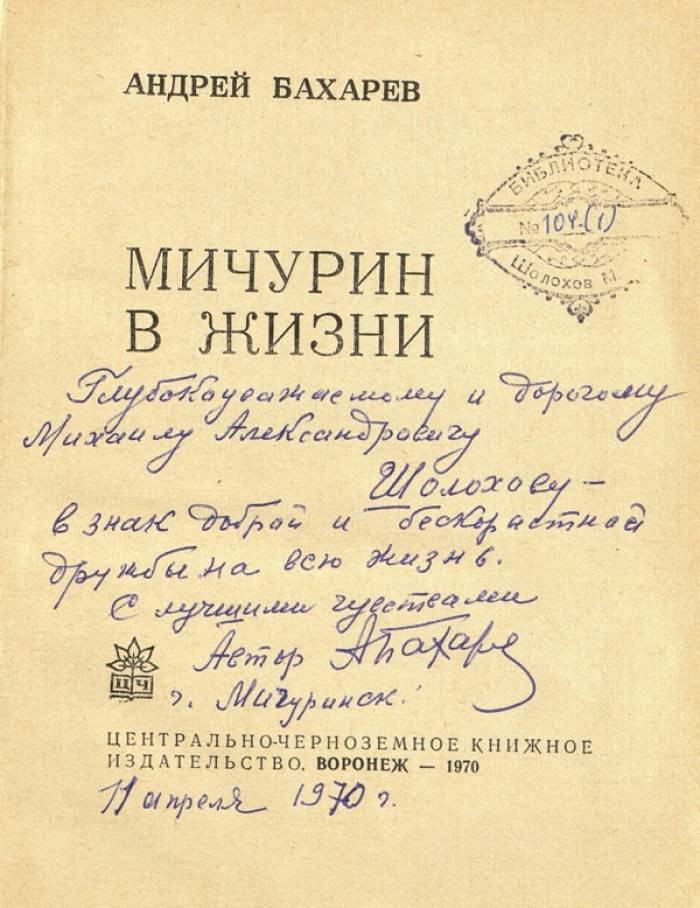 АНДРЕЙ БАХАРЕВ
БИБЛИОТЕКА
№ 104.(1)
Шолохов М.
МИЧУРИН
В ЖИЗНИ
Глубокоуважаемому и дорогому
Михаилу Александровичу
Шолохову –
в знак доброй и бескорыстной
дружбы на всю жизнь.
С лучшими чувствами
Автор АБахарев
г. Мичуринск.
ЦЧ
ЦЕНТРАЛЬНО-ЧЕРНОЗЕМНОЕ КНИЖНОЕ
ИЗДАТЕЛЬСТВО, ВОРОНЕЖ — 1970
11 апреля 1970 г.